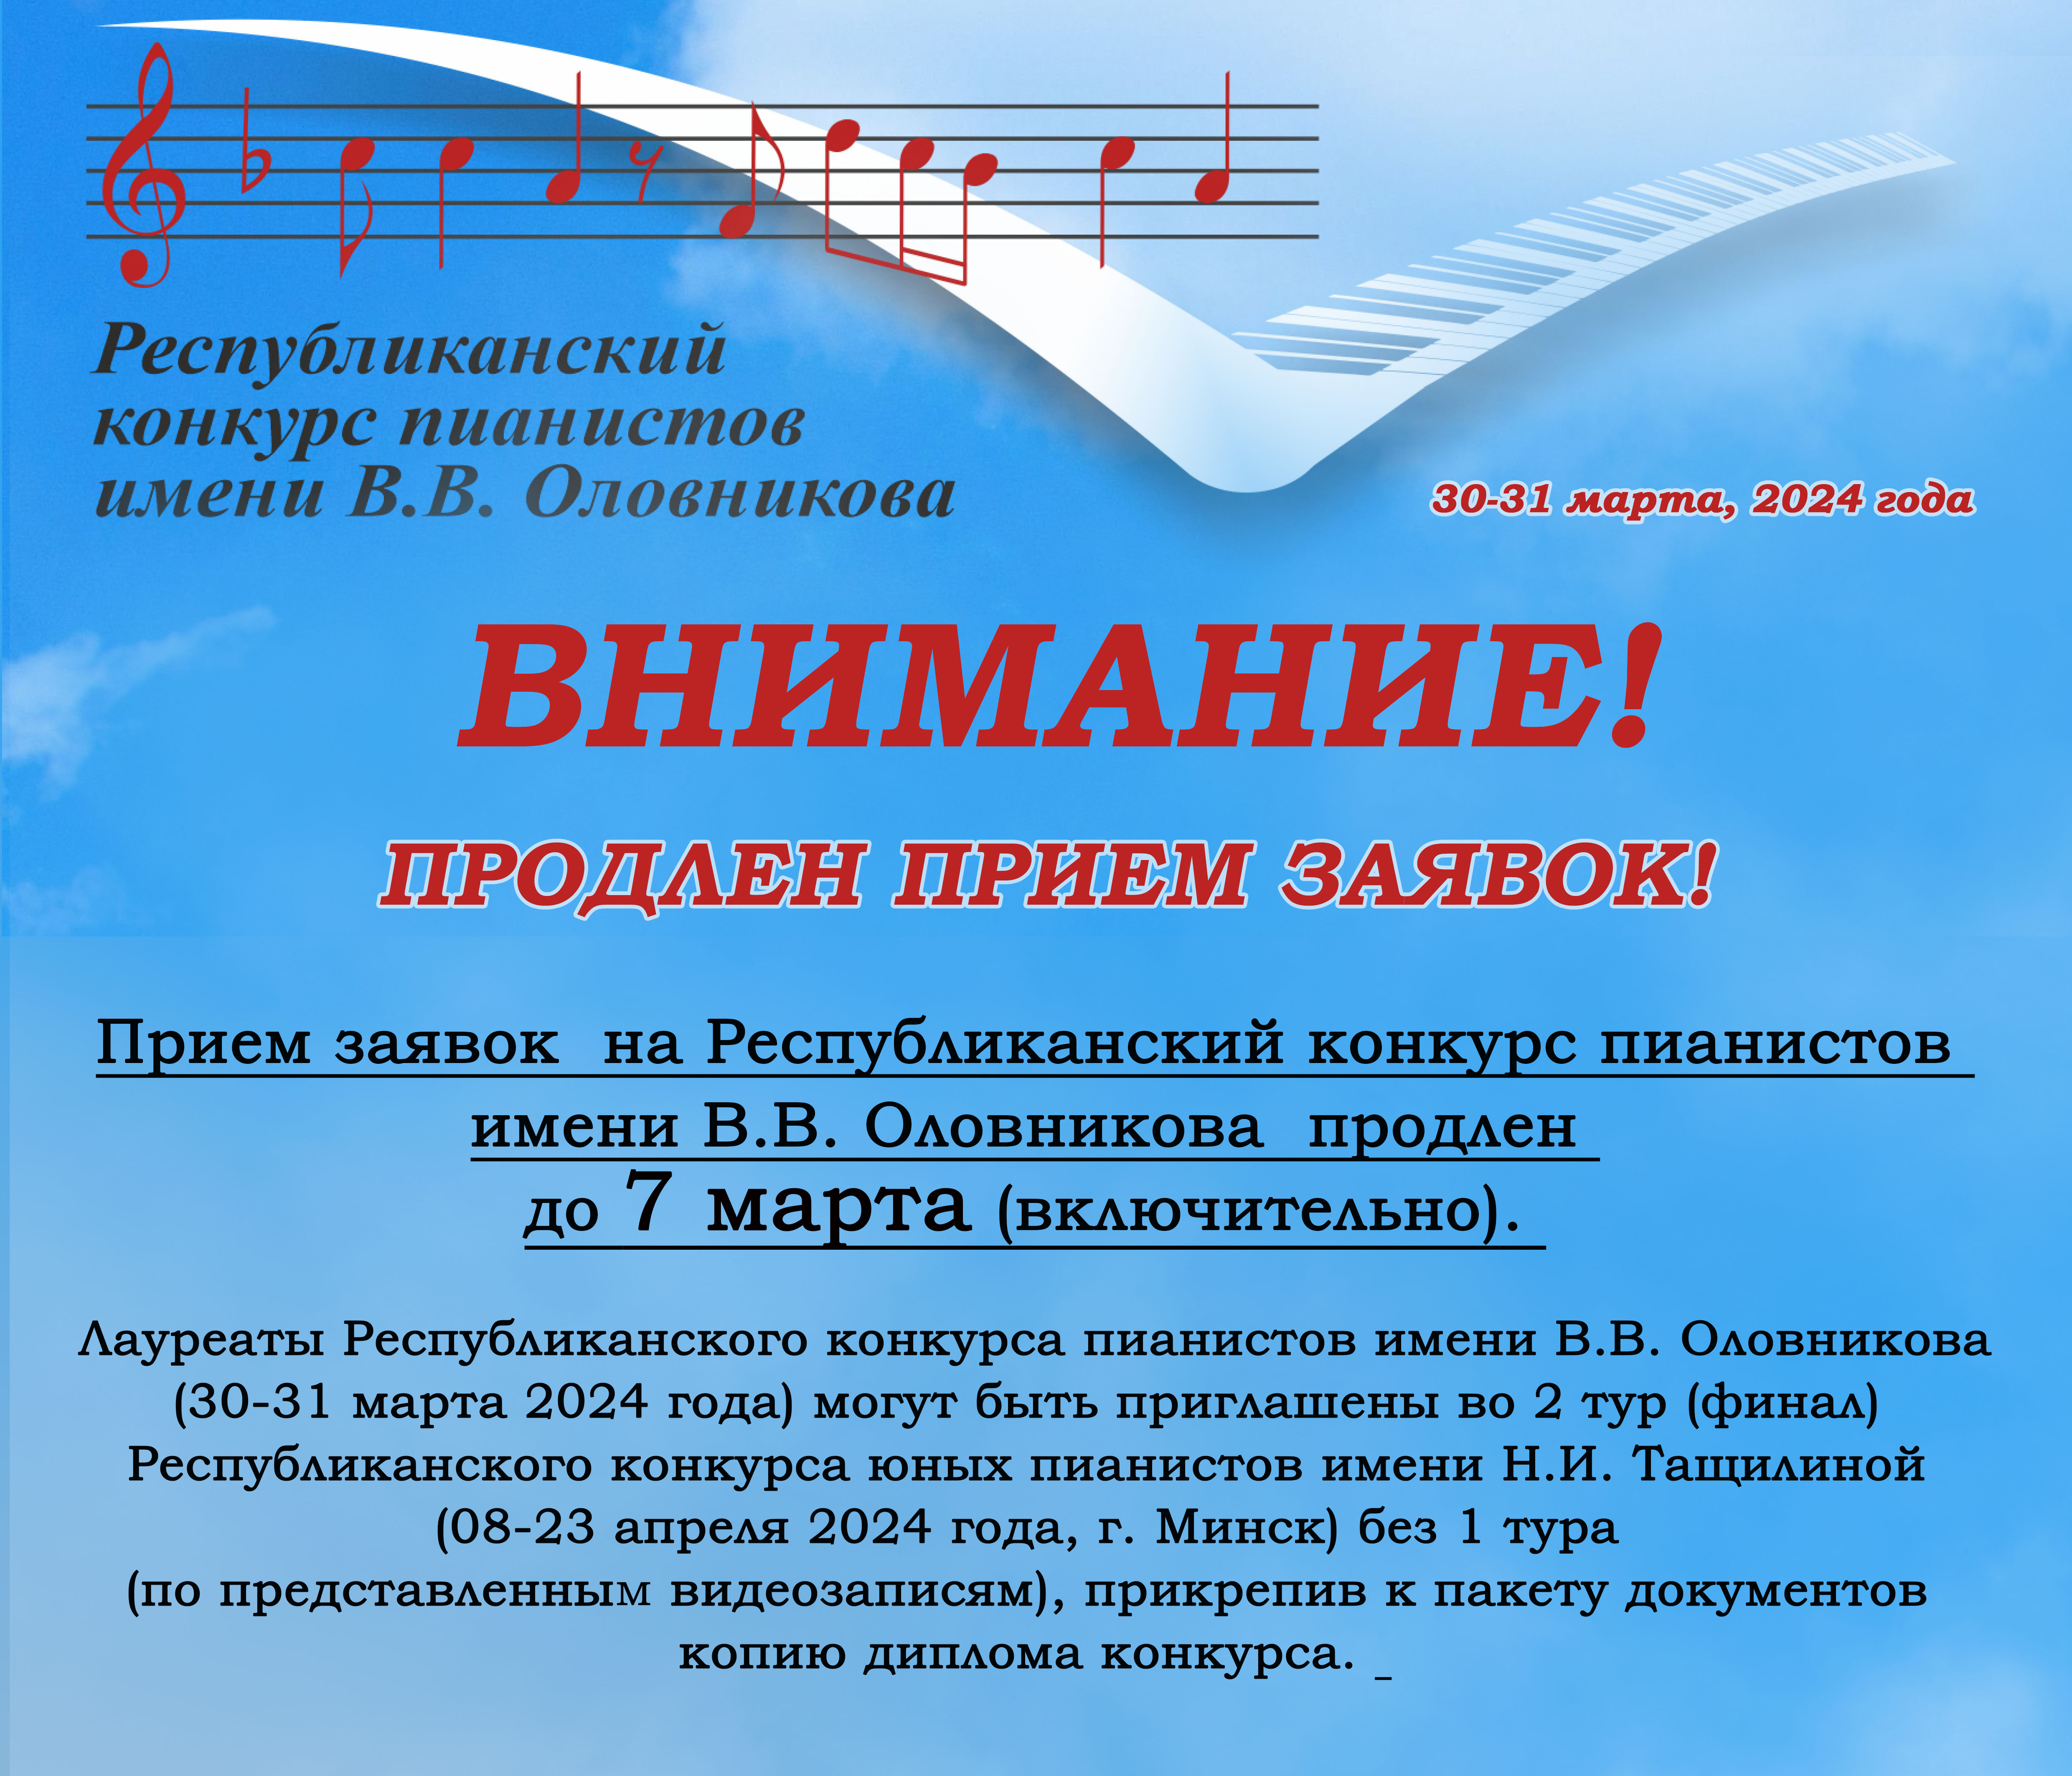 Республиканский
конкурс пианистов
имени В.В. Оловникова
30-31 марта, 2024 года
ВНИМАНИЕ!
ПРОДЛЕН ПРИЕМ ЗАЯВОК!
Прием заявок на Республиканский конкурс пианистов
имени В.В. Оловникова продлен
до 7 марта (включительно).
Лауреаты Республиканского конкурса пианистов имени В.В. Оловникова
(30-31 марта 2024 года) могут быть приглашены во 2 тур (финал)
Республиканского конкурса юных пианистов имени Н.И. Тащилиной
(08-23 апреля 2024 года, г. Минск) без 1 тура
(по представленным видеозаписям), прикрепив к пакету документов
копию диплома конкурса. _